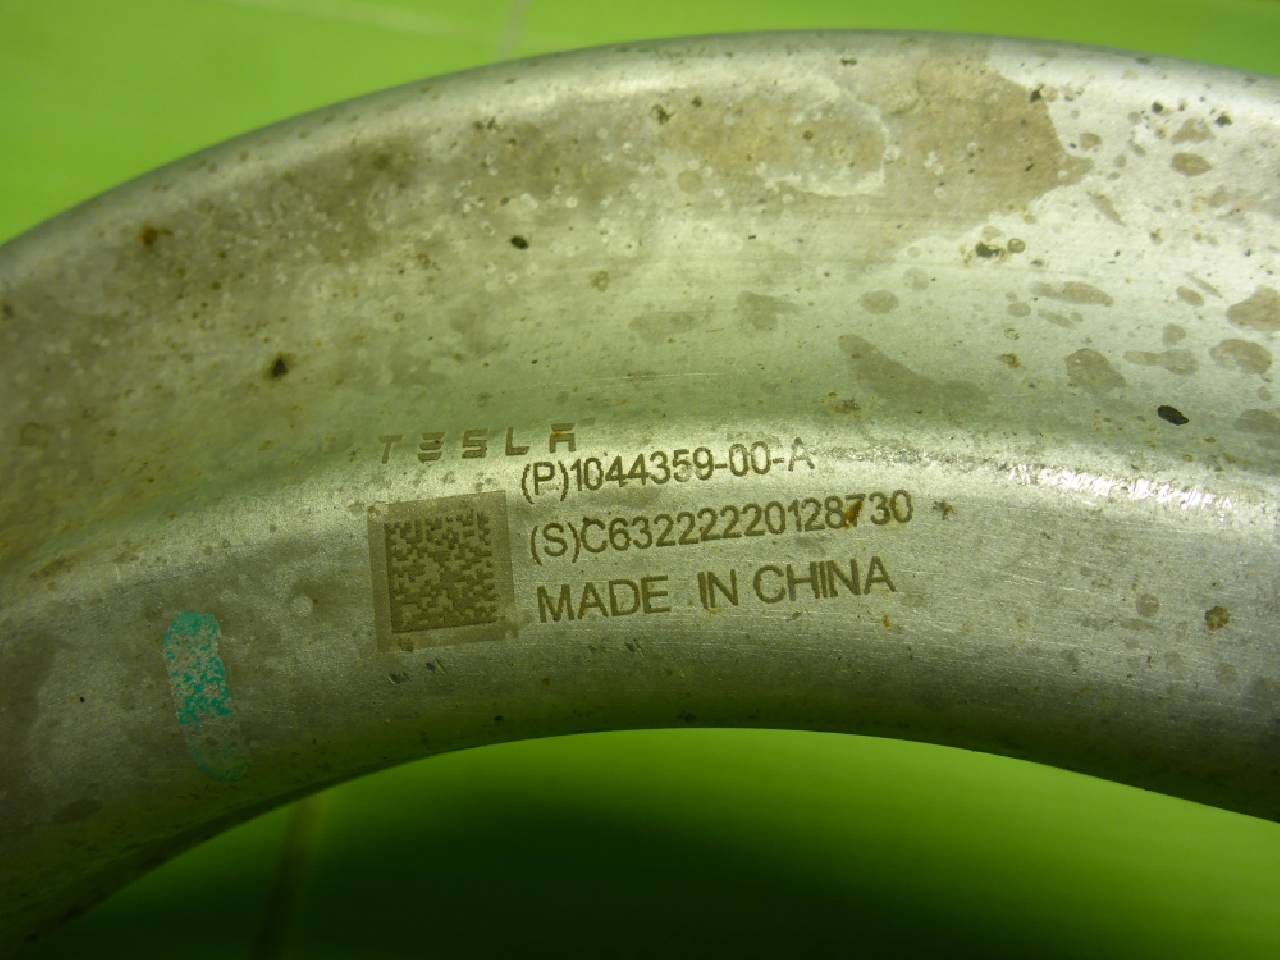 TESLA
(P)1044359-00-A
(S)C63222220128730
MADE IN CHINA